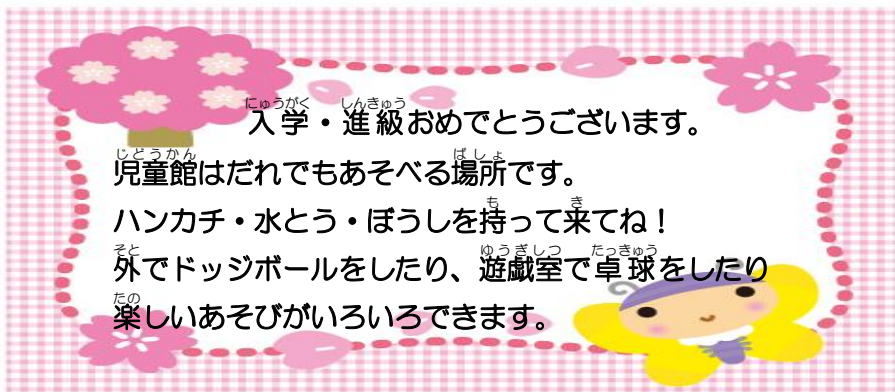 入学・進級おめでとうございます。
児童館はだれでもあそべる場所です。
ハンカチ・水とう・ぼうしを持って来てね!
外でドッジボールをしたり、遊戯室で卓球をしたり
楽しいあそびがいろいろできます。